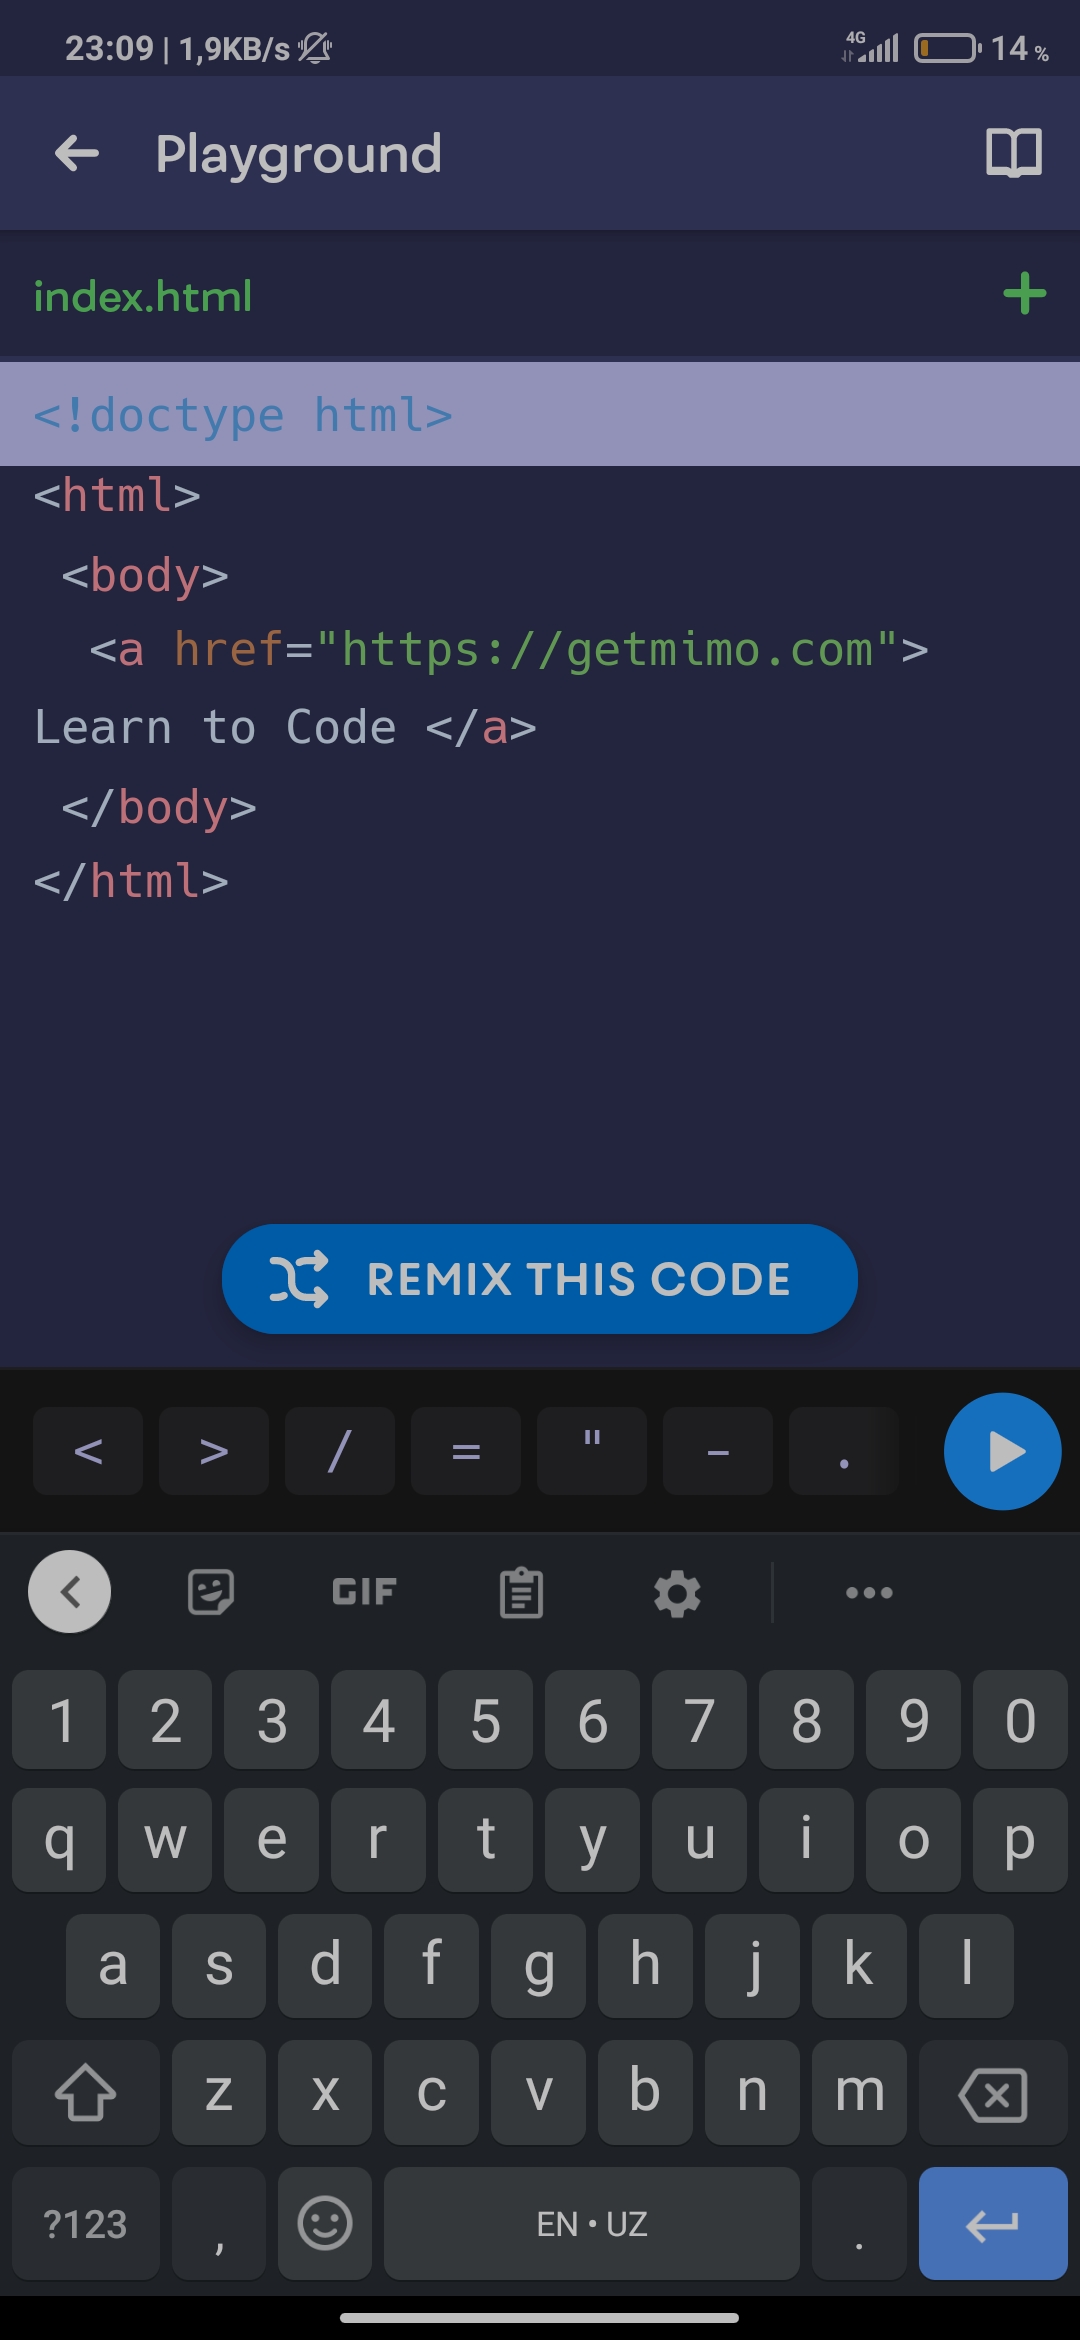 23:09 | 1,9KB/s 4G 14 %
Playground
index.html +
<!doctype html>
<html>
<body>
<a href="https://getmimo.com">
Learn to Code </a>
</body>
</html>
REMIX THIS CODE
< > / = " - .
GIF
1 2 3 4 5 6 7 8 9 0
q w e r t y u i o p
a s d f g h j k l
z x c v b n m
?123 , EN • UZ .